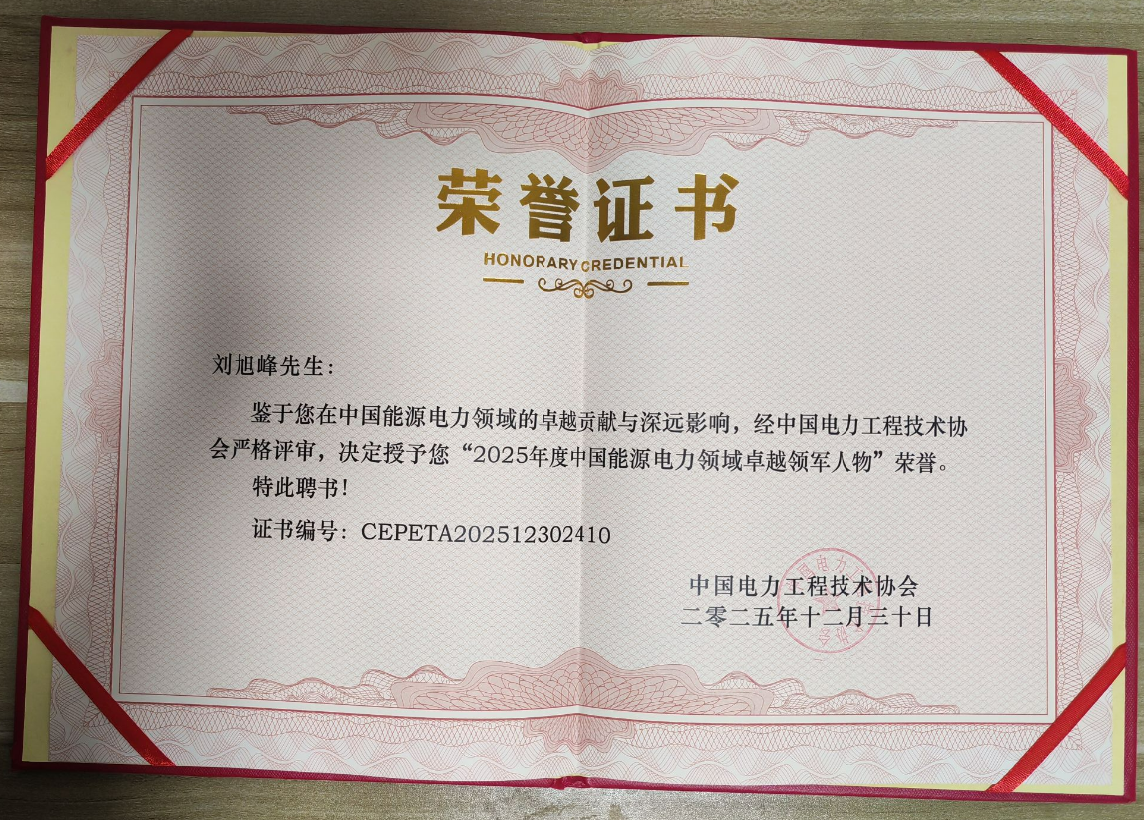 荣誉证书
HONORARY CREDENTIAL
刘旭峰先生：
鉴于您在中国能源电力领域的卓越贡献与深远影响，经中国电力工程技术协
会严格评审，决定授予您“2025年度中国能源电力领域卓越领军人物”荣誉。
特此聘书！
证书编号：CEPETA202512302410
中国电力工程技术协会
二零二五年十二月三十日